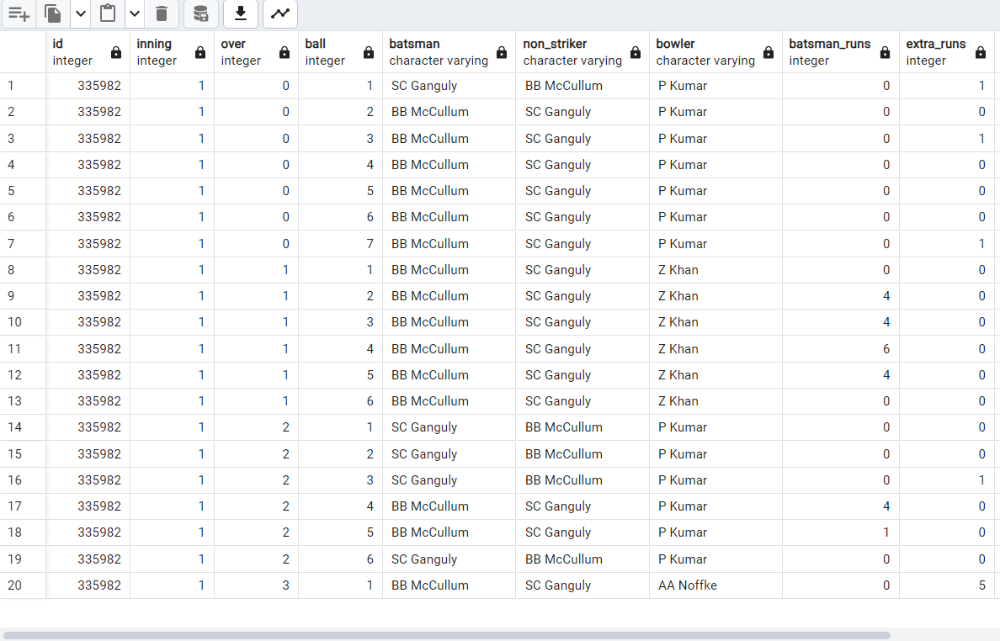 id inning over ball batsman non_striker bowler batsman_runs extra_runs
integer integer integer integer character varying character varying character varying integer integer
1 335982 1 0 1 SC Ganguly BB McCullum P Kumar 0 1
2 335982 1 0 2 BB McCullum SC Ganguly P Kumar 0 0
3 335982 1 0 3 BB McCullum SC Ganguly P Kumar 0 1
4 335982 1 0 4 BB McCullum SC Ganguly P Kumar 0 0
5 335982 1 0 5 BB McCullum SC Ganguly P Kumar 0 0
6 335982 1 0 6 BB McCullum SC Ganguly P Kumar 0 0
7 335982 1 0 7 BB McCullum SC Ganguly P Kumar 0 1
8 335982 1 1 1 BB McCullum SC Ganguly Z Khan 0 0
9 335982 1 1 2 BB McCullum SC Ganguly Z Khan 4 0
10 335982 1 1 3 BB McCullum SC Ganguly Z Khan 4 0
11 335982 1 1 4 BB McCullum SC Ganguly Z Khan 6 0
12 335982 1 1 5 BB McCullum SC Ganguly Z Khan 4 0
13 335982 1 1 6 BB McCullum SC Ganguly Z Khan 0 0
14 335982 1 2 1 SC Ganguly BB McCullum P Kumar 0 0
15 335982 1 2 2 SC Ganguly BB McCullum P Kumar 0 0
16 335982 1 2 3 SC Ganguly BB McCullum P Kumar 0 1
17 335982 1 2 4 BB McCullum SC Ganguly P Kumar 4 0
18 335982 1 2 5 BB McCullum SC Ganguly P Kumar 1 0
19 335982 1 2 6 SC Ganguly BB McCullum P Kumar 0 0
20 335982 1 3 1 BB McCullum SC Ganguly AA Noffke 0 5